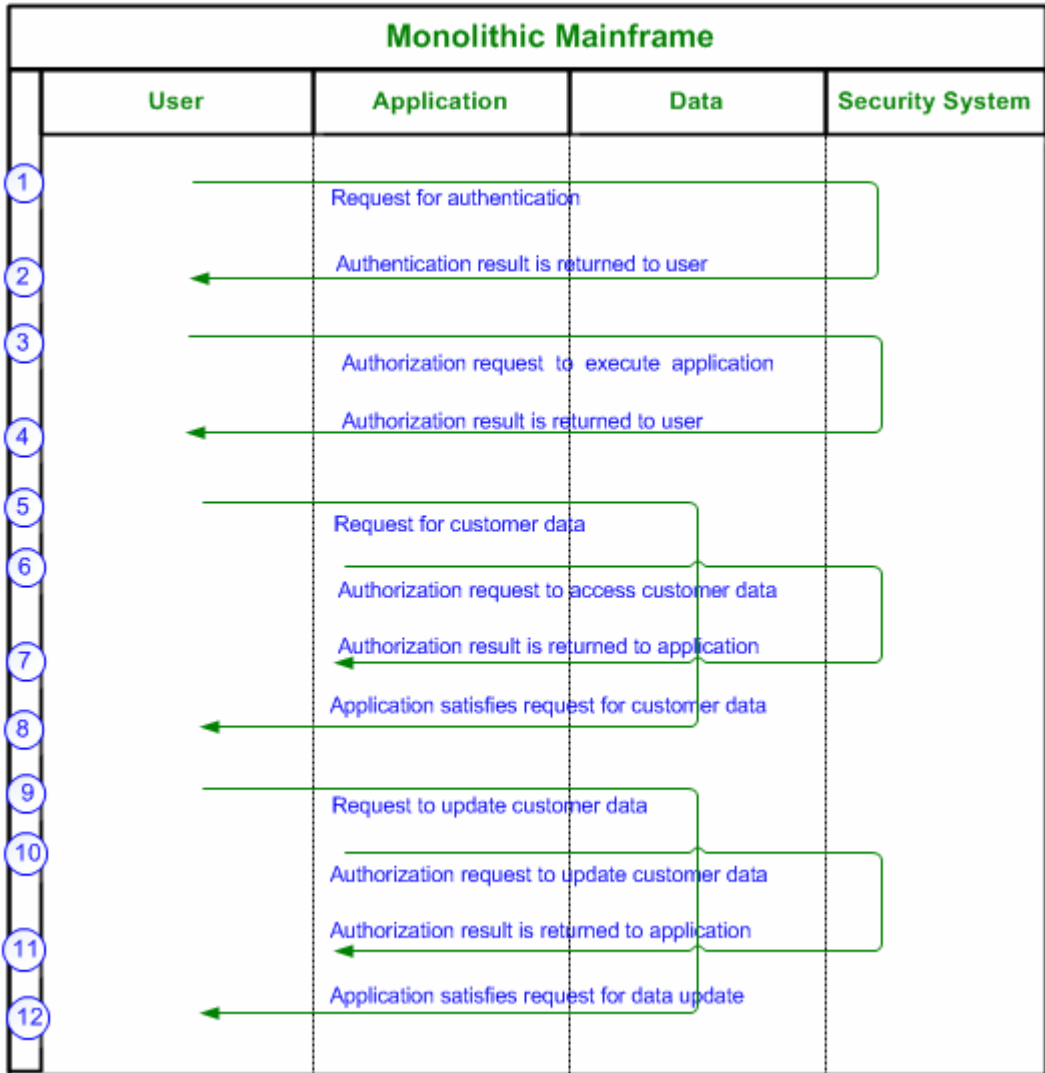 Monolithic Mainframe
User Application Data Security System
1
Request for authentication
Authentication result is returned to user
2
3
Authorization request to execute application
Authorization result is returned to user
4
5
Request for customer data
6
Authorization request to access customer data
Authorization result is returned to application
7
Application satisfies request for customer data
8
9
Request to update customer data
10
Authorization request to update customer data
Authorization result is returned to application
11
Application satisfies request for data update
12